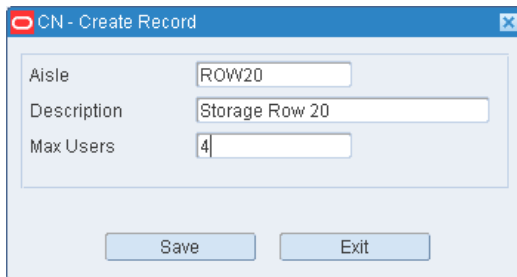 CN - Create Record
Aisle ROW20
Description Storage Row 20
Max Users 4
Save Exit